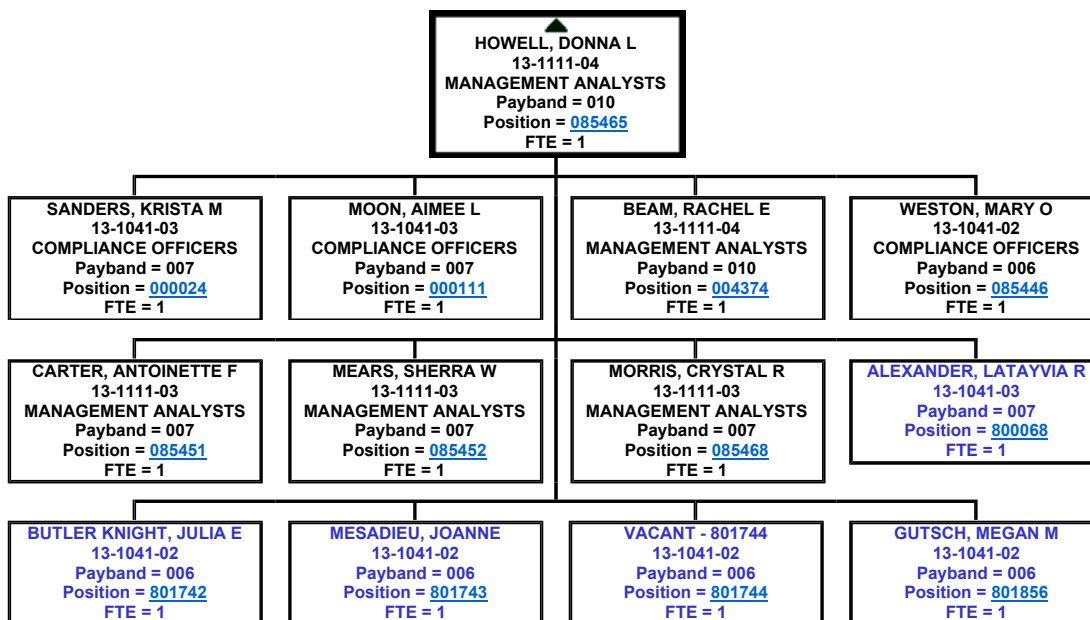 HOWELL, DONNA L
13-1111-04
MANAGEMENT ANALYSTS
Payband = 010
Position = 085465
FTE = 1
SANDERS, KRISTA M
13-1041-03
COMPLIANCE OFFICERS
Payband = 007
Position = 000024
FTE = 1
MOON, AIMEE L
13-1041-03
COMPLIANCE OFFICERS
Payband = 007
Position = 000111
FTE = 1
BEAM, RACHEL E
13-1111-04
MANAGEMENT ANALYSTS
Payband = 010
Position = 004374
FTE = 1
WESTON, MARY O
13-1041-02
COMPLIANCE OFFICERS
Payband = 006
Position = 085446
FTE = 1
CARTER, ANTOINETTE F
13-1111-03
MANAGEMENT ANALYSTS
Payband = 007
Position = 085451
FTE = 1
MEARS, SHERRA W
13-1111-03
MANAGEMENT ANALYSTS
Payband = 007
Position = 085452
FTE = 1
MORRIS, CRYSTAL R
13-1111-03
MANAGEMENT ANALYSTS
Payband = 007
Position = 085468
FTE = 1
ALEXANDER, LATAYVIA R
13-1041-03
Payband = 007
Position = 800068
FTE = 1
BUTLER KNIGHT, JULIA E
13-1041-02
Payband = 006
Position = 801742
FTE = 1
MESADIEU, JOANNE
13-1041-02
Payband = 006
Position = 801743
FTE = 1
VACANT - 801744
13-1041-02
Payband = 006
Position = 801744
FTE = 1
GUTSCH, MEGAN M
13-1041-02
Payband = 006
Position = 801856
FTE = 1